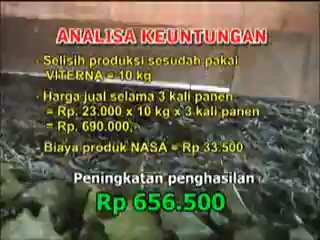 ANALISA KEUNTUNGAN
- Selisih produksi sesudah pakai
VITERNA = 10 kg
- Harga jual selama 3 kali panen
= Rp. 23.000 x 10 kg x 3 kali panen
= Rp. 690.000,-
- Biaya produk NASA = Rp 33.500
Peningkatan penghasilan
Rp 656.500